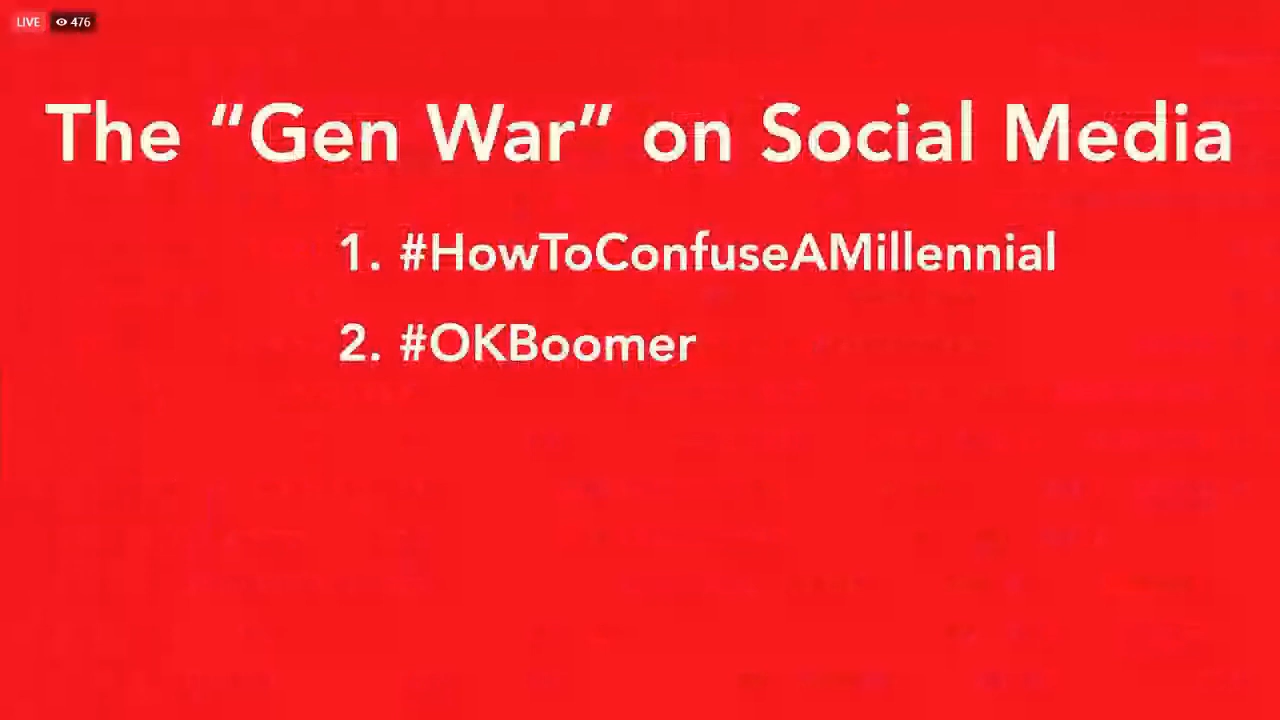 LIVE 476
The “Gen War” on Social Media
1. #HowToConfuseAMillennial
2. #OKBoomer